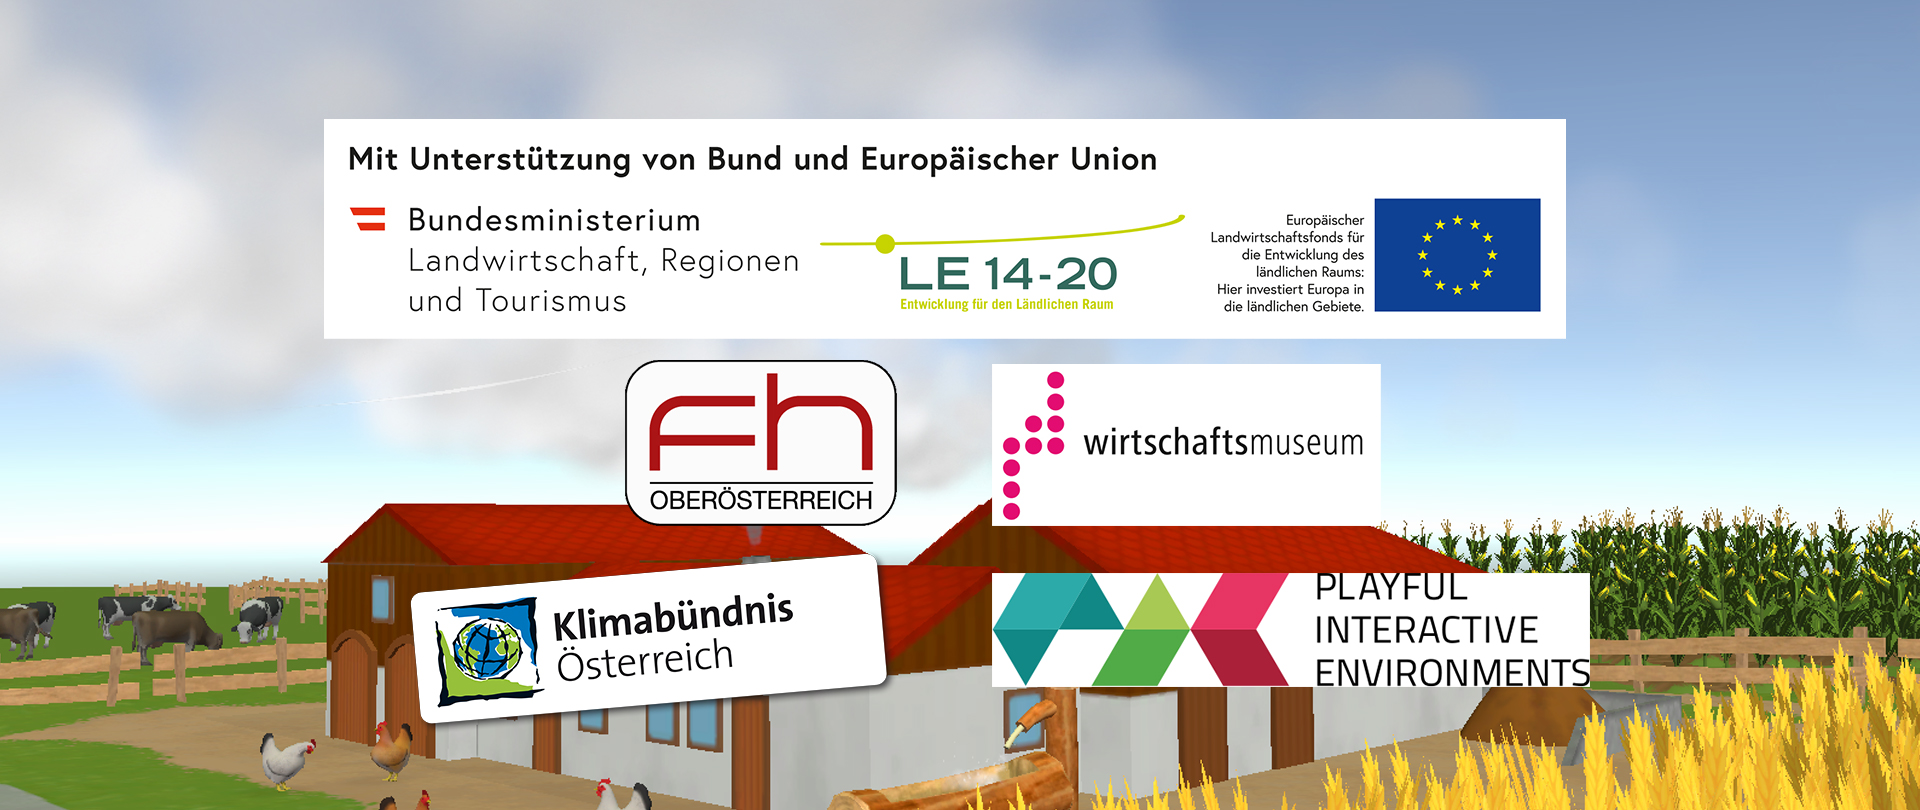 Mit Unterstützung von Bund und Europäischer Union
Bundesministerium
Landwirtschaft, Regionen
und Tourismus
LE 14-20
Entwicklung für den Ländlichen Raum
Europäischer
Landwirtschaftsfonds für
die Entwicklung des
ländlichen Raums:
Hier investiert Europa in
die ländlichen Gebiete.
fh
OBERÖSTERREICH
wirtschaftsmuseum
Klimabündnis
Österreich
PLAYFUL
INTERACTIVE
ENVIRONMENTS